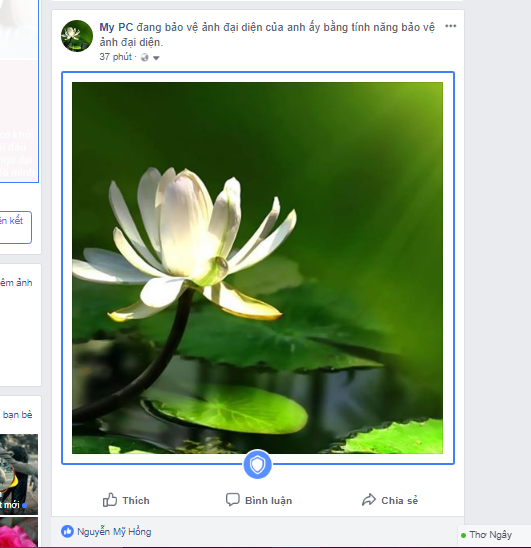 My PC đang bảo vệ ảnh đại diện của anh ấy bằng tính năng bảo vệ
ảnh đại diện.
37 phút ·
ên kết
êm ảnh
bạn bè
t mới
Thích
Bình luận
Chia sẻ
Nguyễn Mỹ Hồng
Thơ Ngây